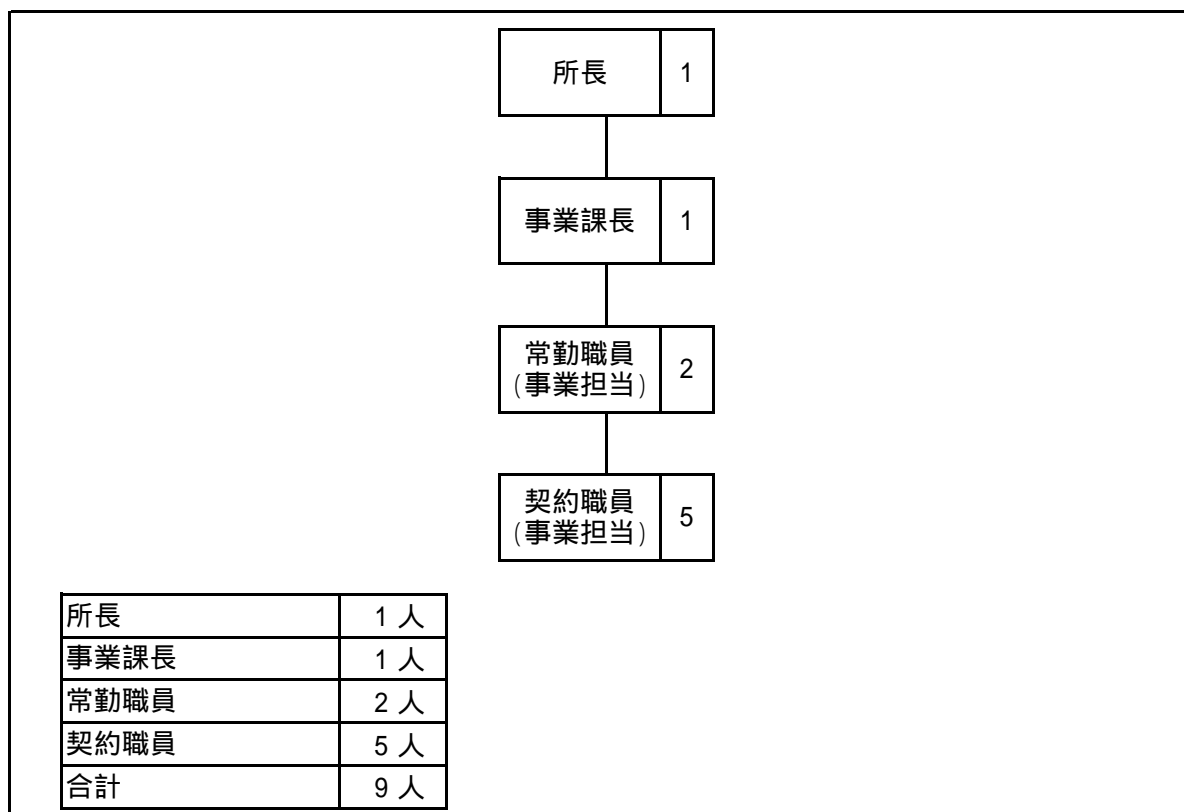 所長 1
事業課長 1
常勤職員
(事業担当) 2
契約職員
(事業担当) 5
所長 1 人
事業課長 1 人
常勤職員 2 人
契約職員 5 人
合計 9 人